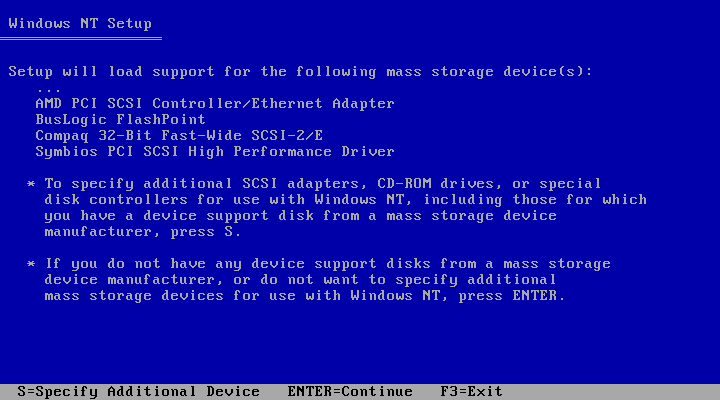 Windows NT Setup
Setup will load support for the following mass storage device(s):
...
AMD PCI SCSI Controller/Ethernet Adapter
BusLogic FlashPoint
Compaq 32-Bit Fast-Wide SCSI-2/E
Symbios PCI SCSI High Performance Driver
* To specify additional SCSI adapters, CD-ROM drives, or special
disk controllers for use with Windows NT, including those for which
you have a device support disk from a mass storage device
manufacturer, press S.
* If you do not have any device support disks from a mass storage
device manufacturer, or do not want to specify additional
mass storage devices for use with Windows NT, press ENTER.
S=Specify Additional Device   ENTER=Continue   F3=Exit